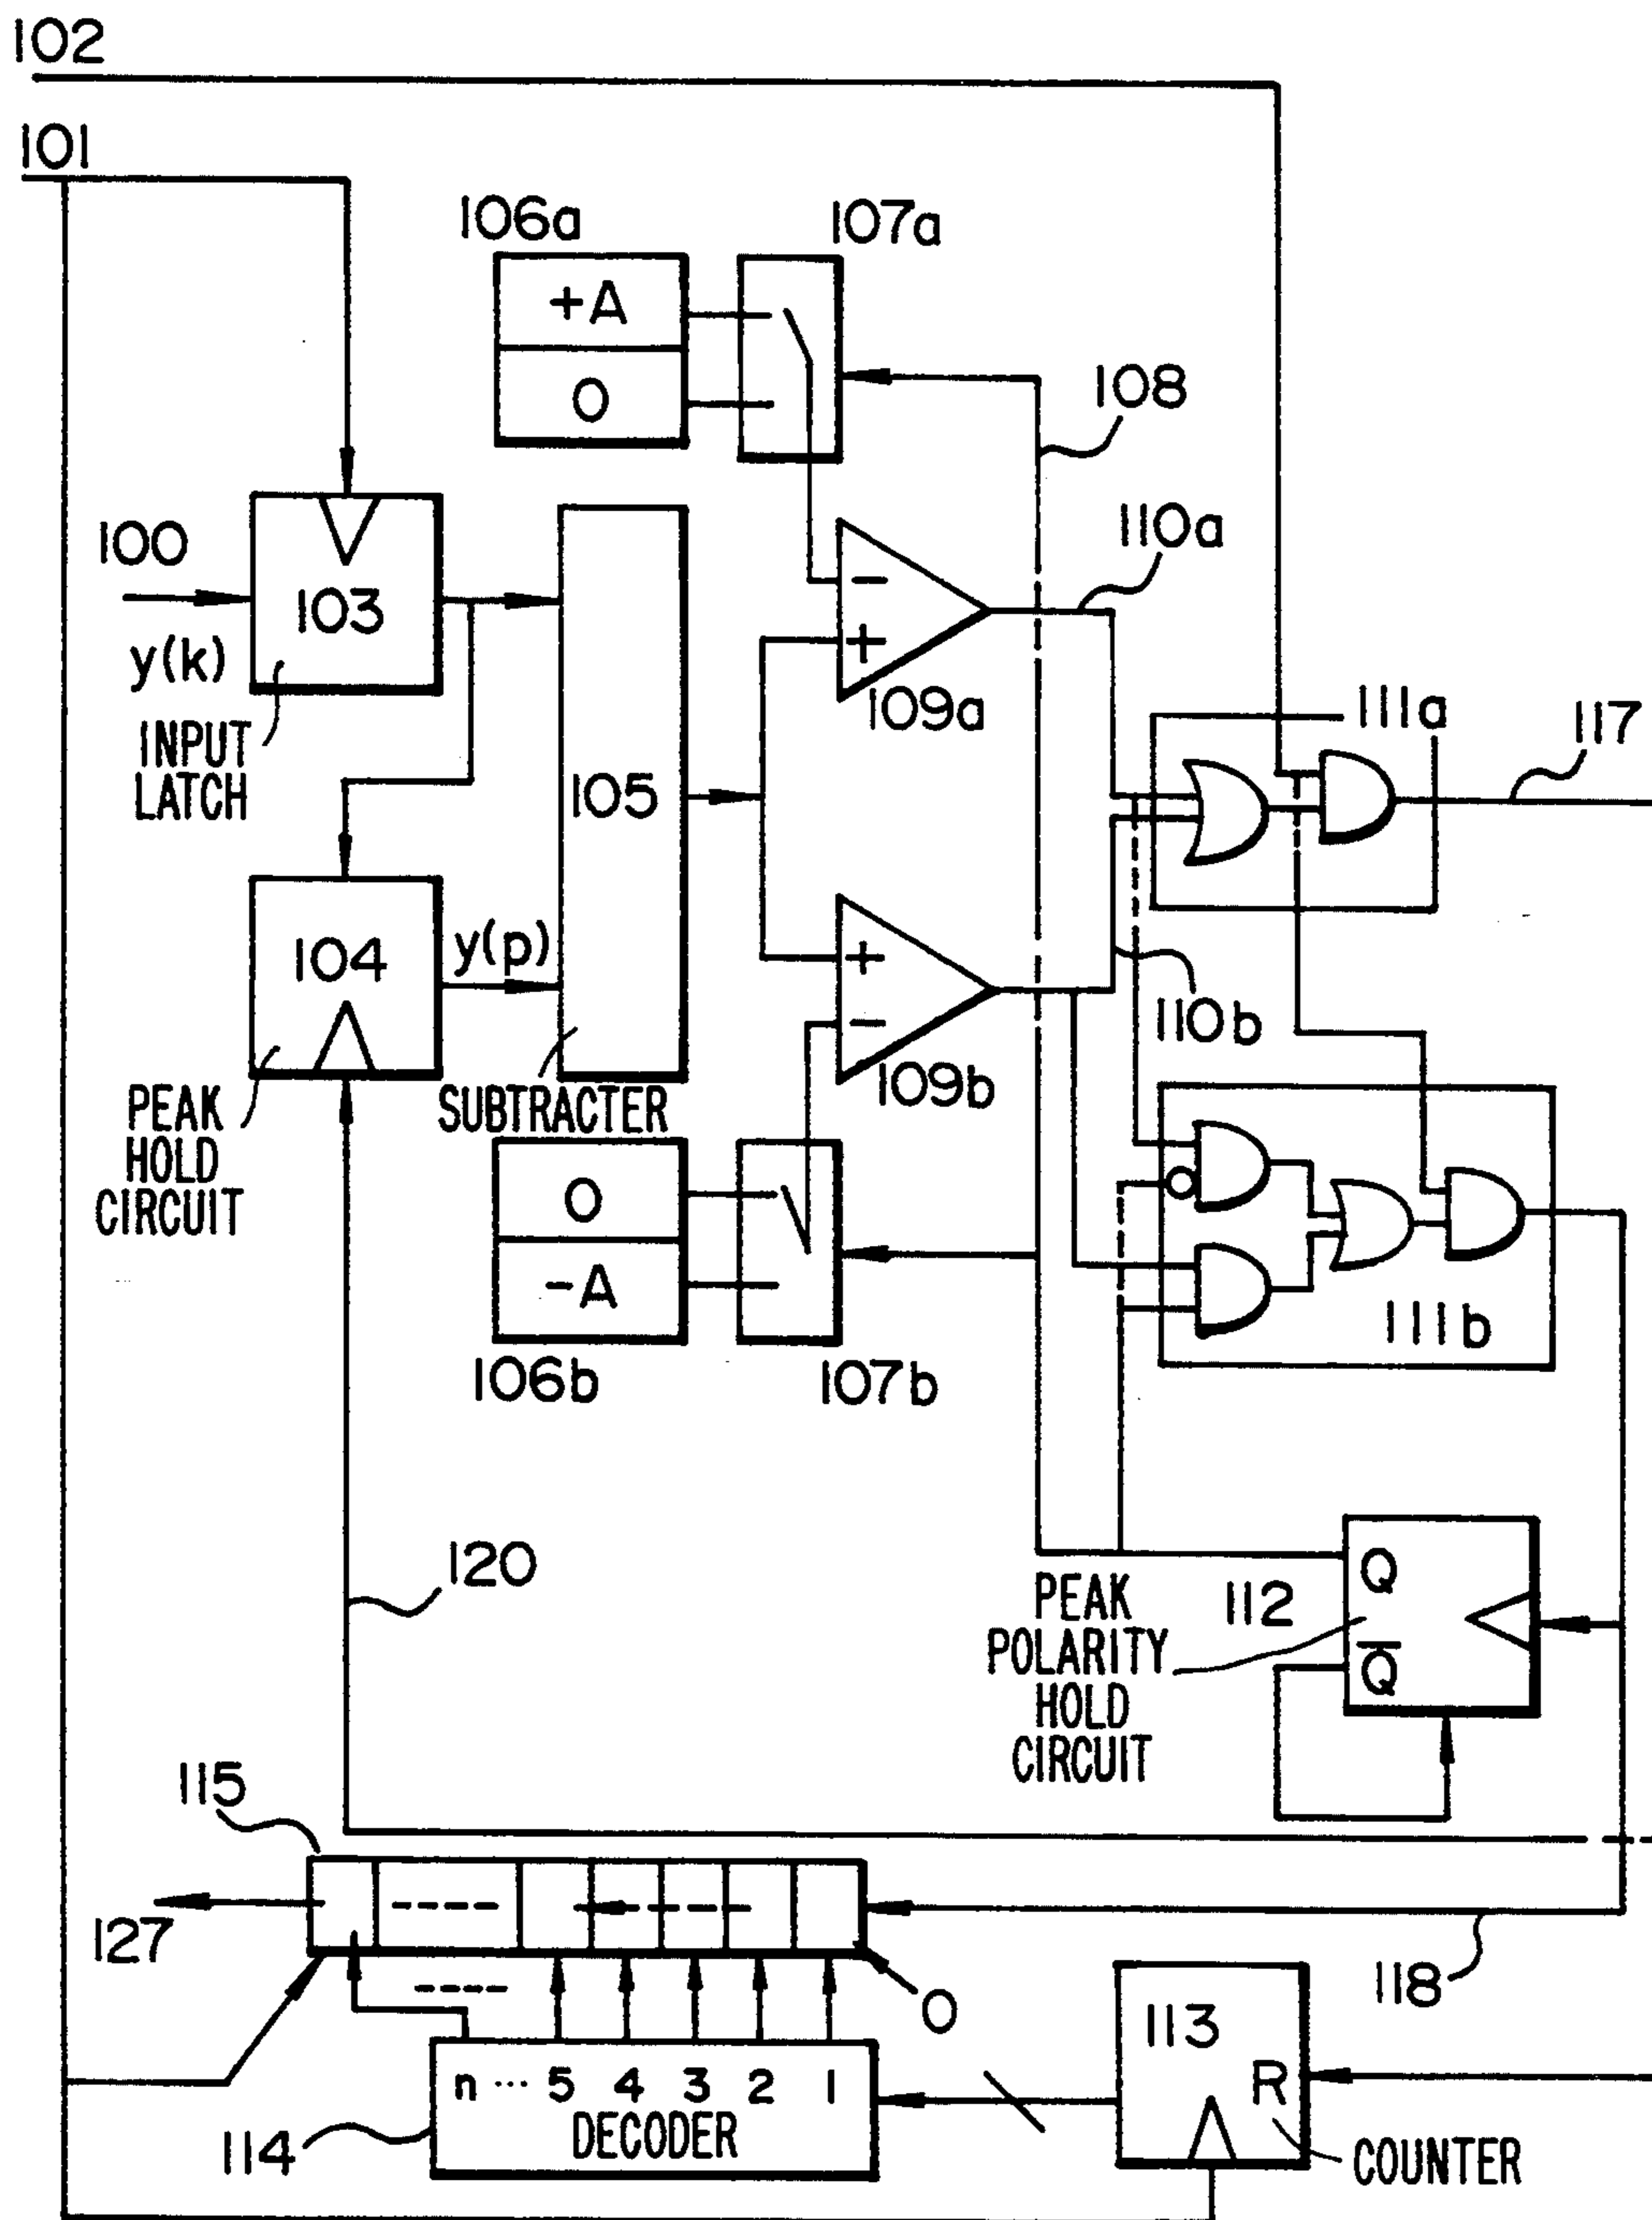 102
101
106a
107a
+A
0
108
100
103
y(k)
INPUT
LATCH
110a
−
+
109a
111a
117
105
104
y(p)
PEAK
HOLD
CIRCUIT
SUBTRACTER
+
−
109b
110b
0
−A
106b
107b
111b
120
PEAK
POLARITY
HOLD
CIRCUIT
112
Q
Q̅
115
127
0
118
113
R
n ··· 5 4 3 2 1
DECODER
114
COUNTER